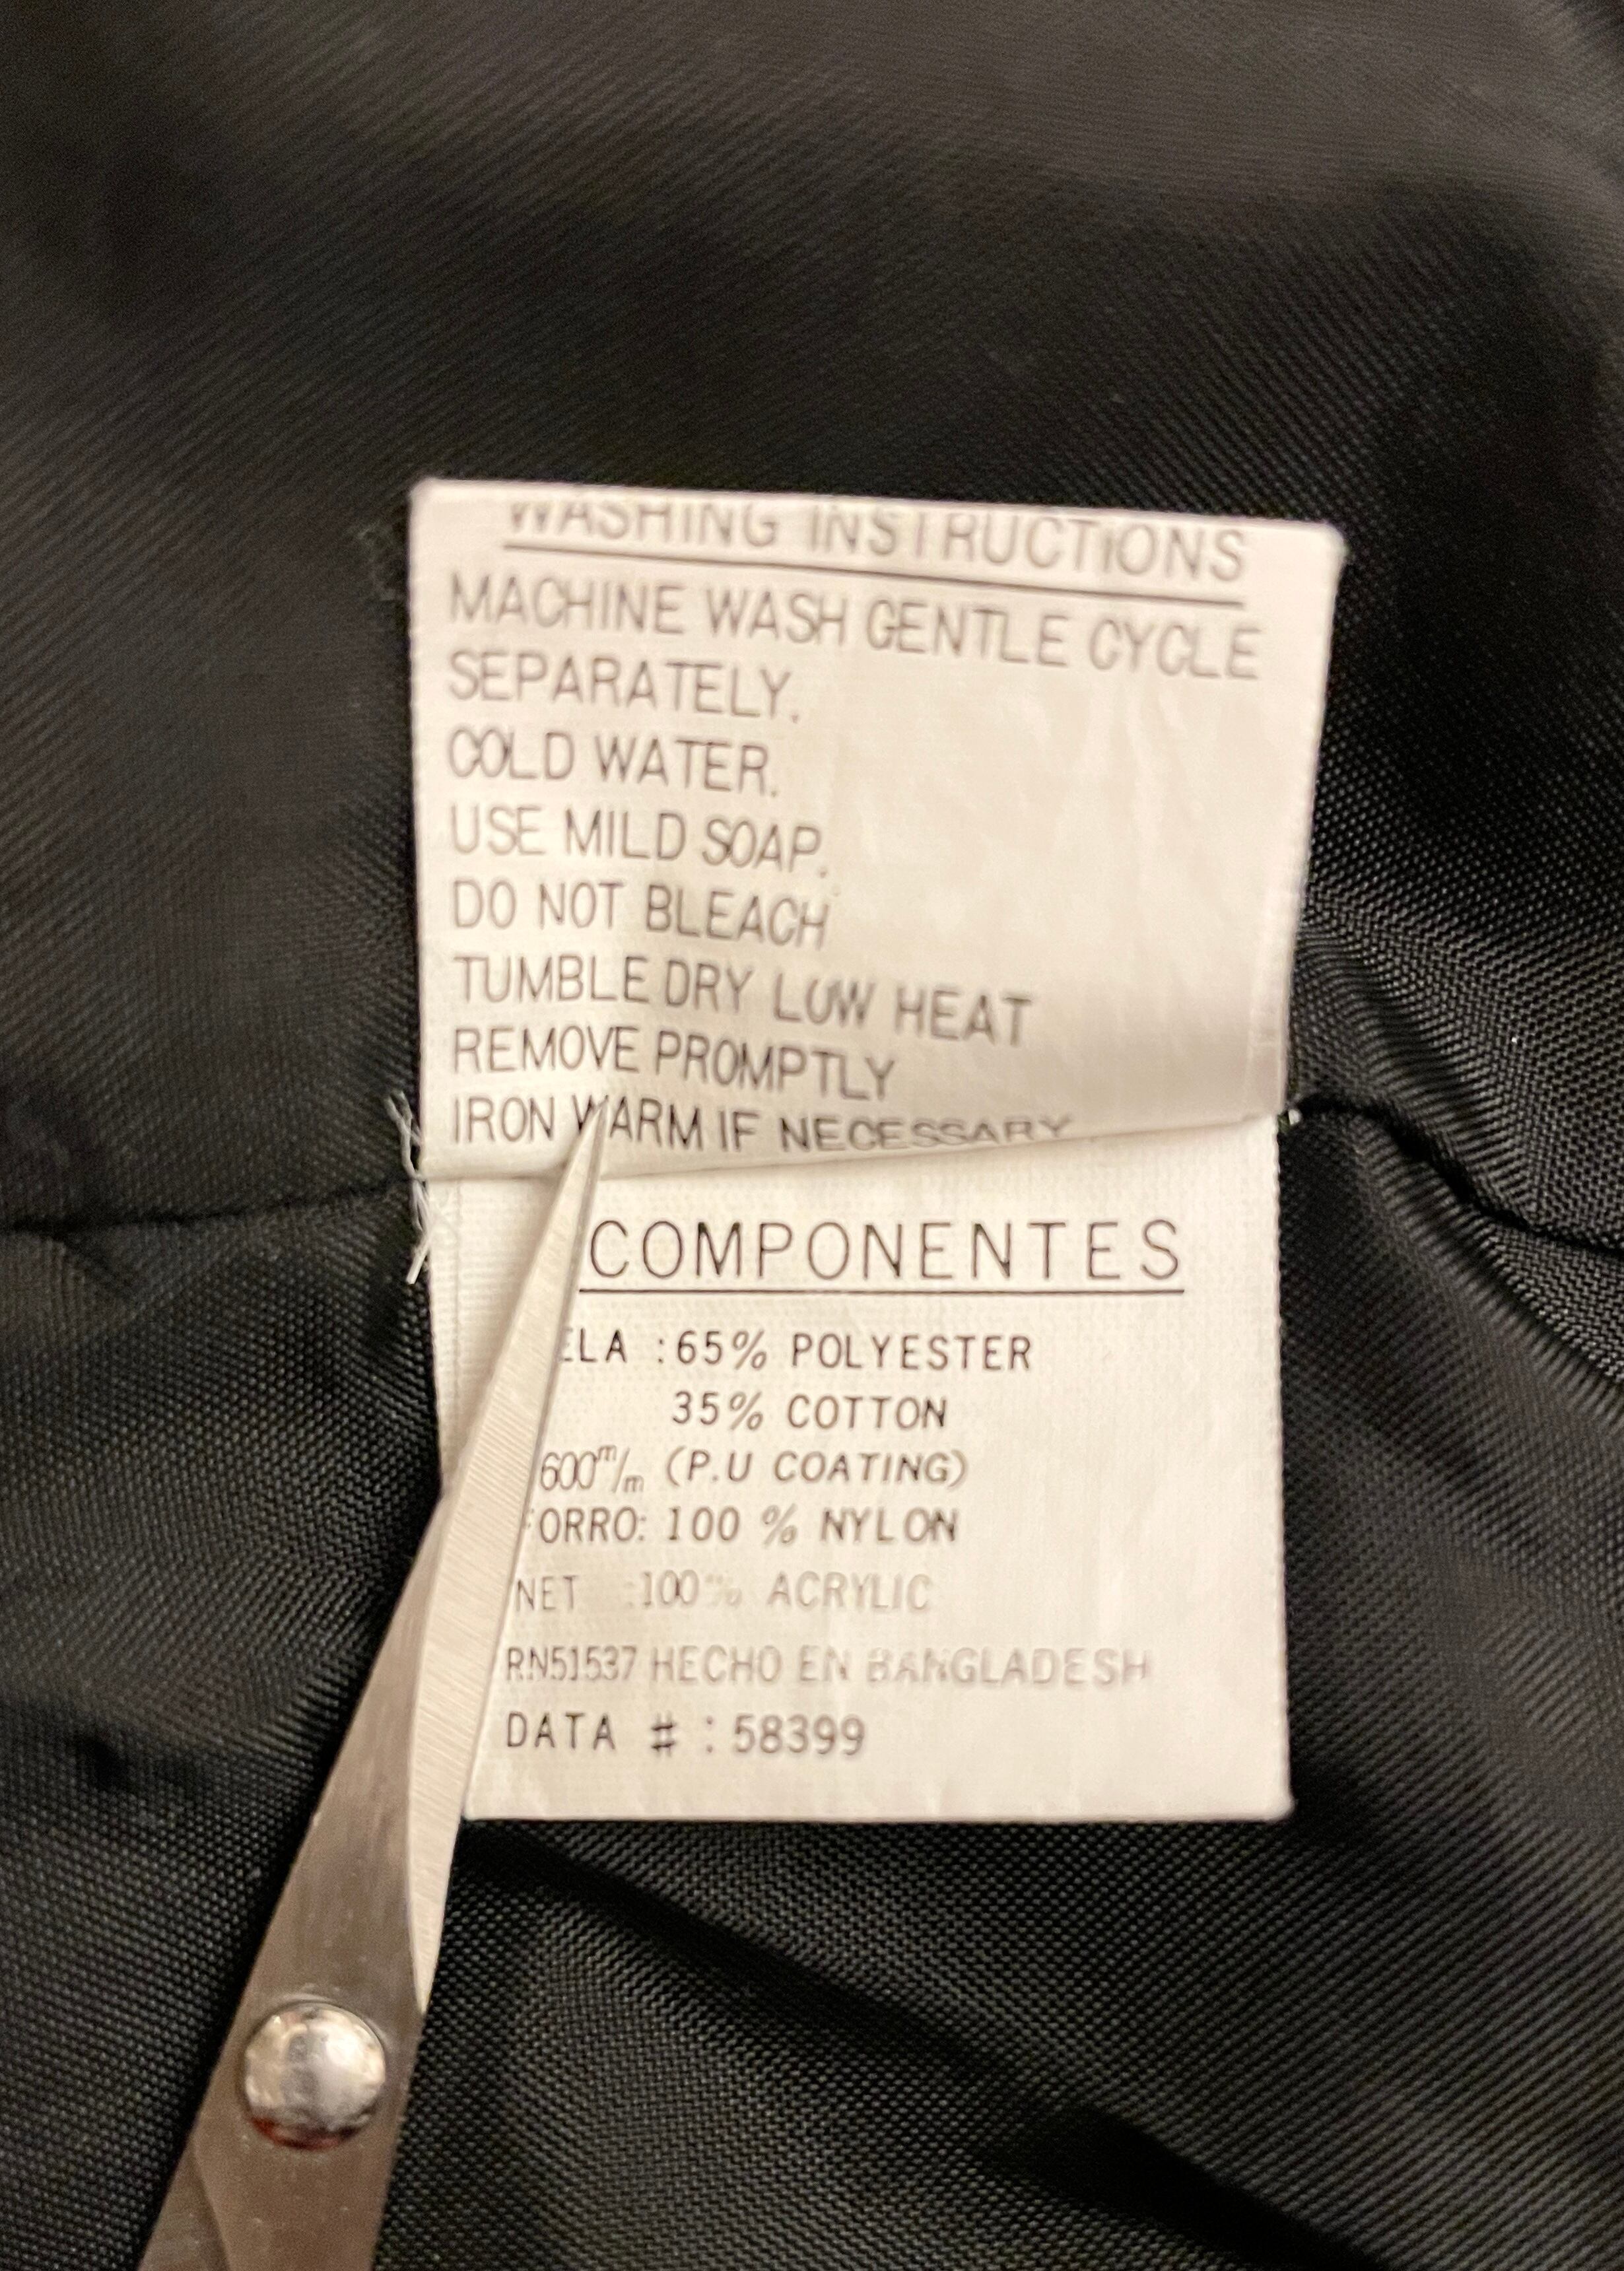 WASHING INSTRUCTIONS
MACHINE WASH GENTLE CYCLE
SEPARATELY.
COLD WATER.
USE MILD SOAP.
DO NOT BLEACH
TUMBLE DRY LOW HEAT
REMOVE PROMPTLY
IRON WARM IF NECESSARY
COMPONENTES
ELA : 65% POLYESTER
35% COTTON
600m/m (P.U COATING)
FORRO: 100 % NYLON
NET :100% ACRYLIC
RN51537 HECHO EN BANGLADESH
DATA # : 58399